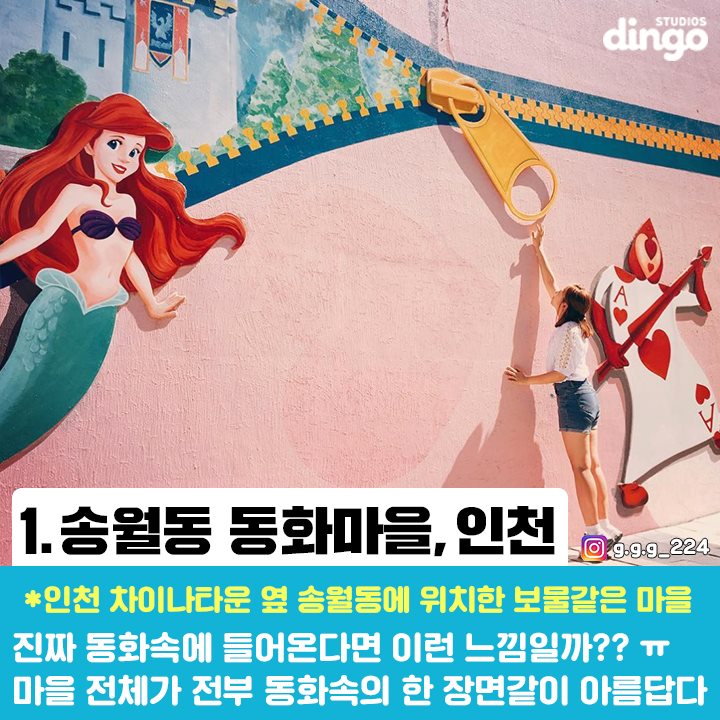 STUDIOS
dingo
A
A
1. 송월동 동화마을, 인천
g.g.g_224
*인천 차이나타운 옆 송월동에 위치한 보물같은 마을
진짜 동화속에 들어온다면 이런 느낌일까?? ㅠ
마을 전체가 전부 동화속의 한 장면같이 아름답다